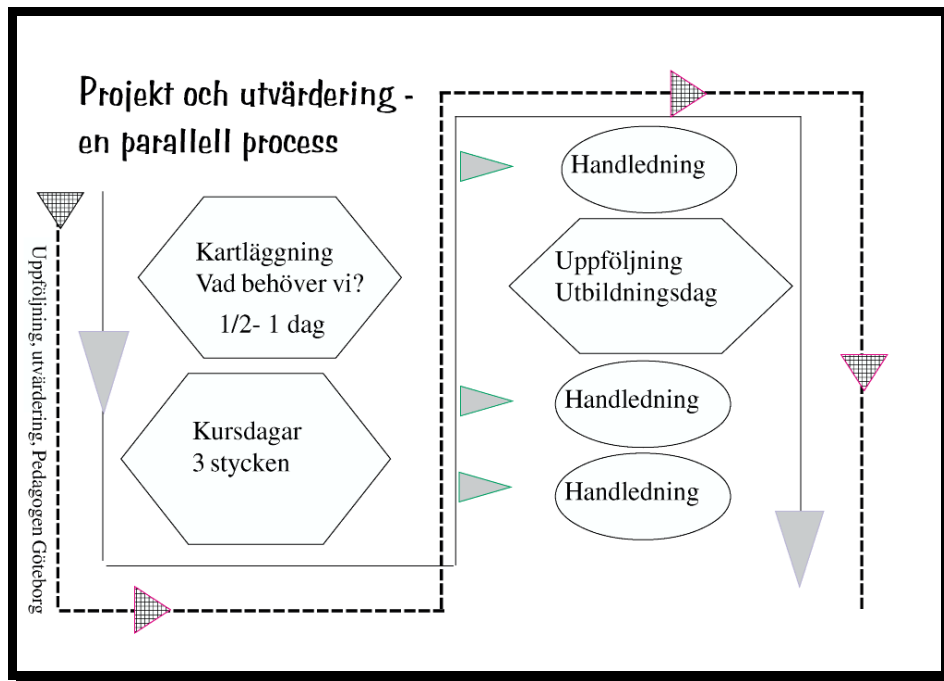 Projekt och utvärdering -
en parallell process
Uppföljning, utvärdering, Pedagogen Göteborg
Kartläggning
Vad behöver vi?
1/2- 1 dag
Kursdagar
3 stycken
Handledning
Uppföljning
Utbildningsdag
Handledning
Handledning